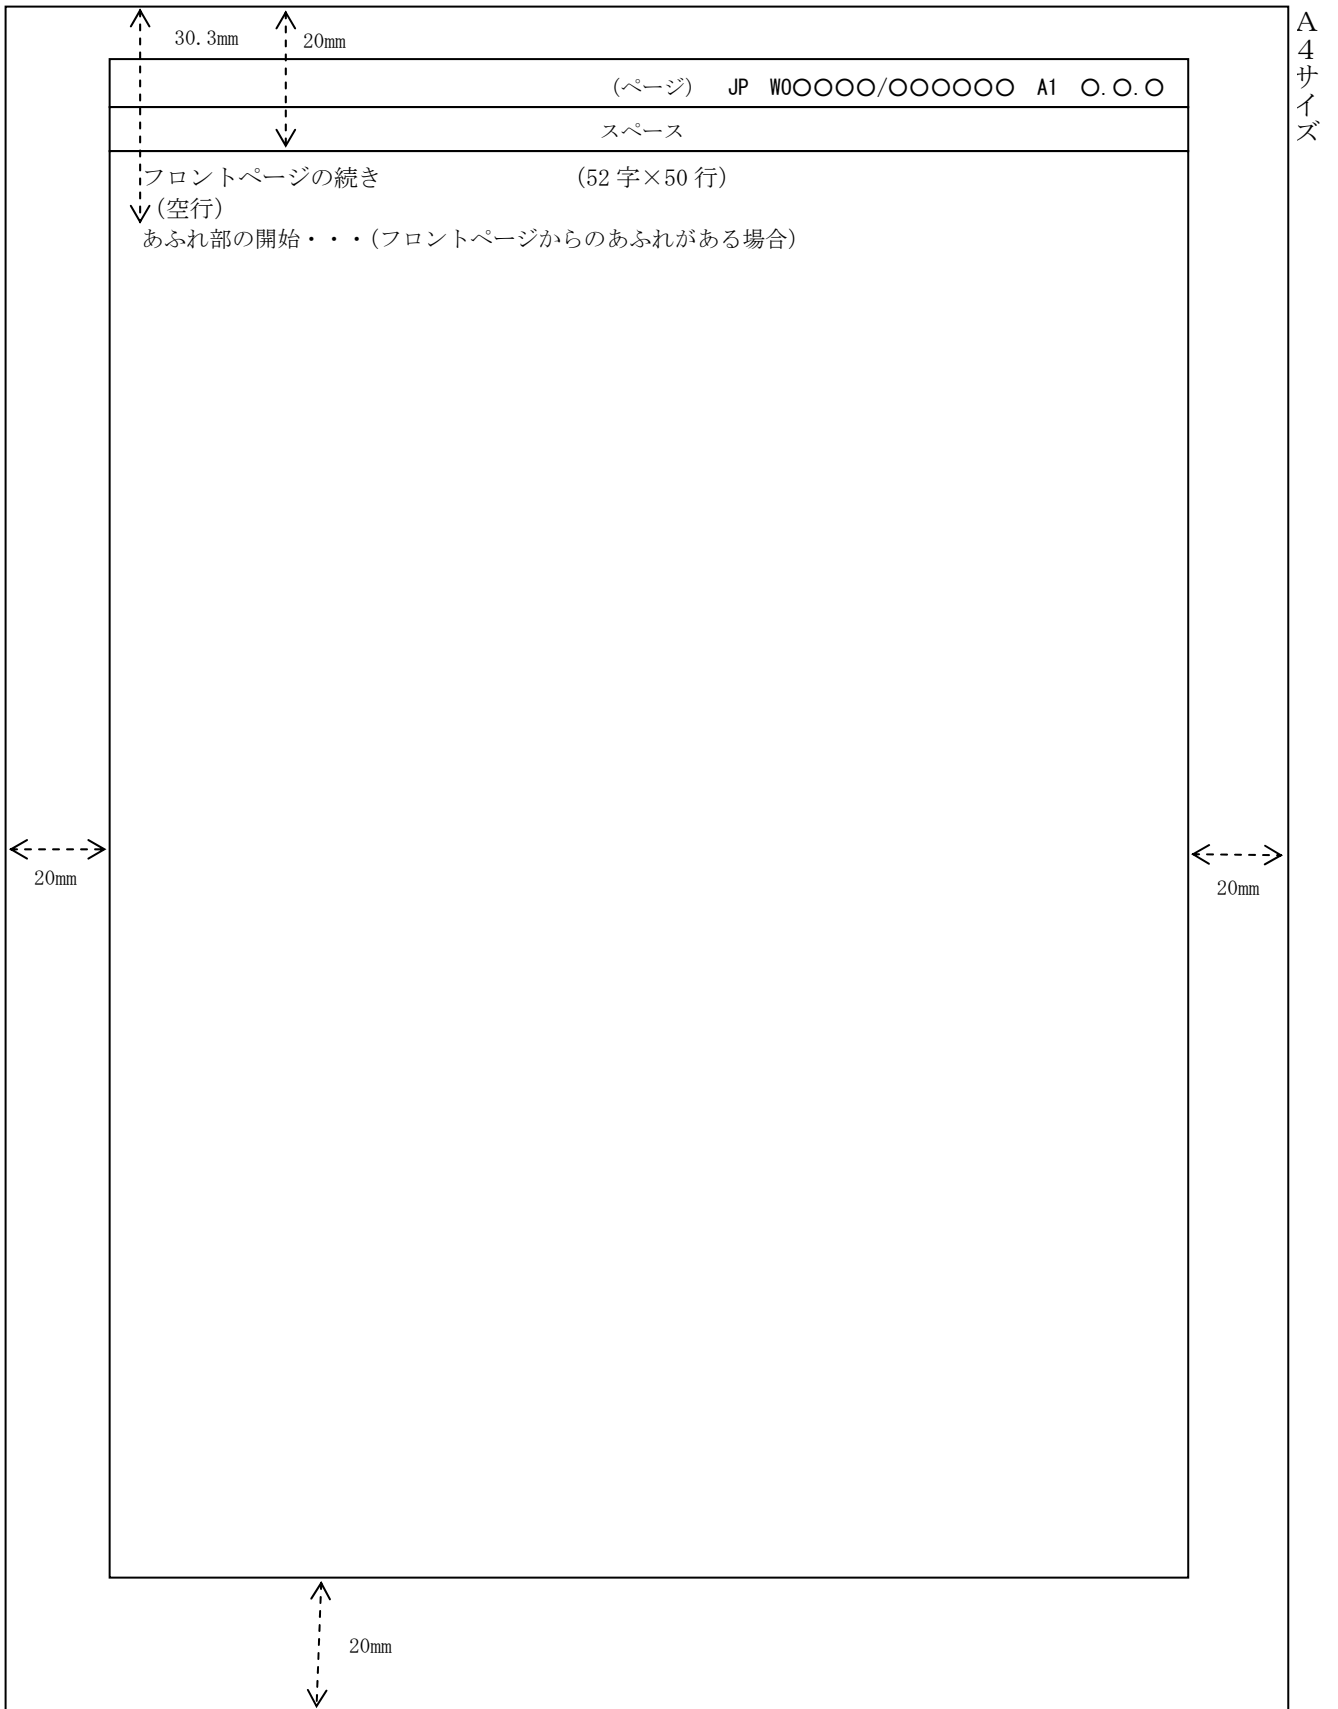 A4サイズ
30.3mm
20mm
(ページ) JP WO○○○○/○○○○○○ A1 ○.○.○
スペース
フロントページの続き (52字×50行)
(空行)
あふれ部の開始・・・(フロントページからのあふれがある場合)
20mm
20mm
20mm